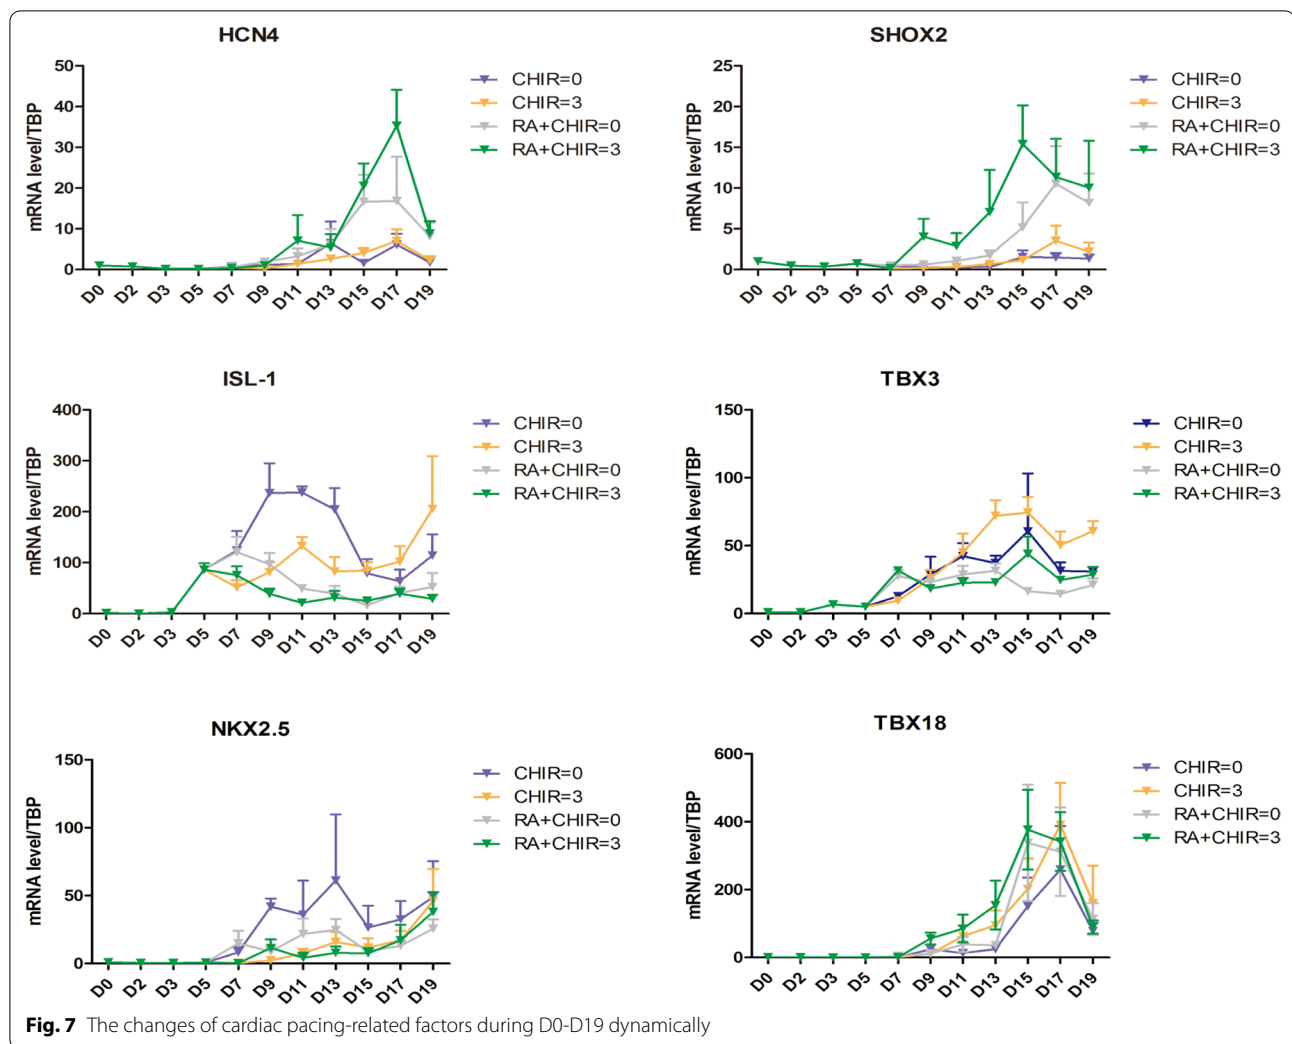 HCN4
mRNA level/TBP
50
40
30
20
10
0
D0 D2 D3 D5 D7 D9 D11 D13 D15 D17 D19
CHIR=0
CHIR=3
RA+CHIR=0
RA+CHIR=3
SHOX2
mRNA level/TBP
25
20
15
10
5
0
D0 D2 D3 D5 D7 D9 D11 D13 D15 D17 D19
CHIR=0
CHIR=3
RA+CHIR=0
RA+CHIR=3
ISL-1
mRNA level/TBP
400
300
200
100
0
D0 D2 D3 D5 D7 D9 D11 D13 D15 D17 D19
CHIR=0
CHIR=3
RA+CHIR=0
RA+CHIR=3
TBX3
mRNA level/TBP
150
100
50
0
D0 D2 D3 D5 D7 D9 D11 D13 D15 D17 D19
CHIR=0
CHIR=3
RA+CHIR=0
RA+CHIR=3
NKX2.5
mRNA level/TBP
150
100
50
0
D0 D2 D3 D5 D7 D9 D11 D13 D15 D17 D19
CHIR=0
CHIR=3
RA+CHIR=0
RA+CHIR=3
TBX18
mRNA level/TBP
600
400
200
0
D0 D2 D3 D5 D7 D9 D11 D13 D15 D17 D19
CHIR=0
CHIR=3
RA+CHIR=0
RA+CHIR=3
Fig. 7 The changes of cardiac pacing-related factors during D0-D19 dynamically